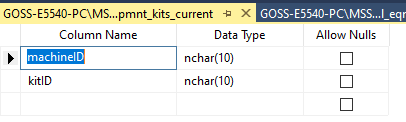 GOSS-E5540-PC\MS...pmnt_kits_current GOSS-E5540-PC\MSS...l_eqr
Column Name Data Type Allow Nulls
machineID nchar(10)
kitID nchar(10)